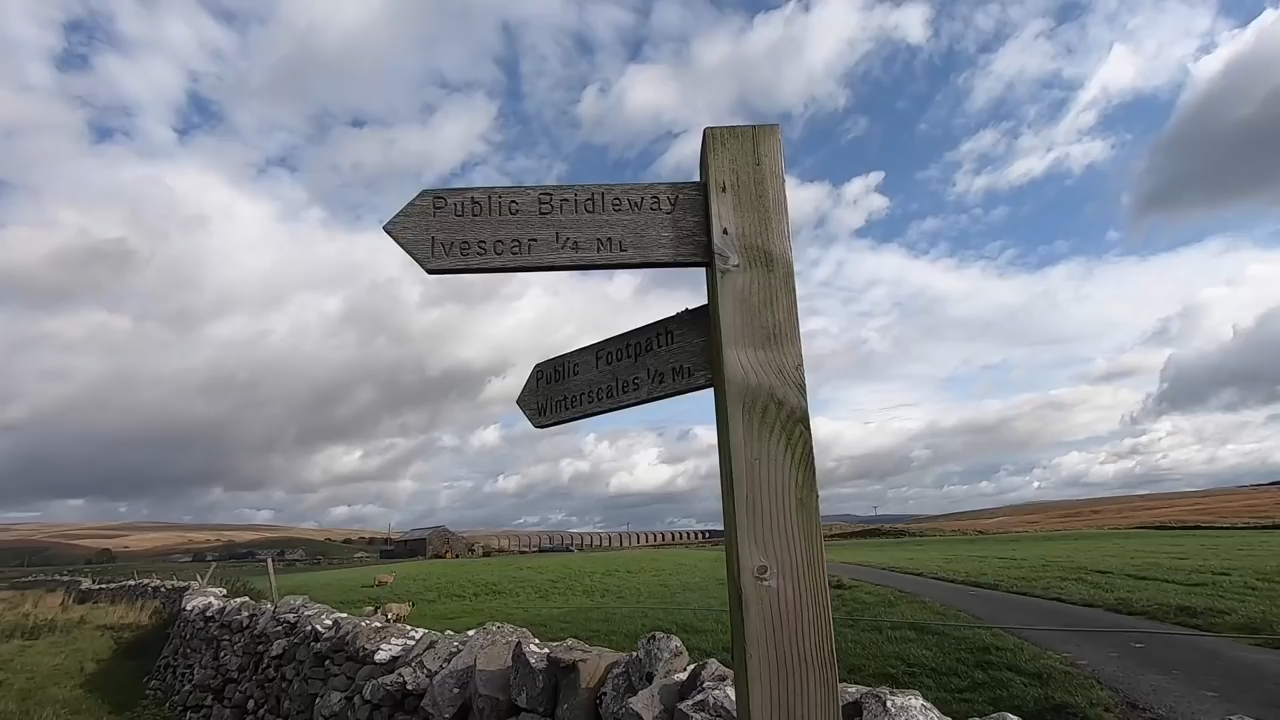 Public Bridleway
Ivescar ¼ ML
Public Footpath
Winterscales ½ ML